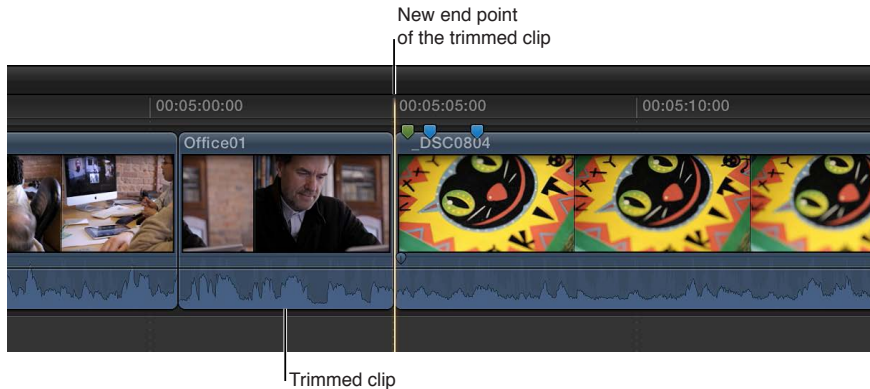 New end point
of the trimmed clip
00:05:00:00
00:05:05:00
00:05:10:00
Office01
_DSC0804
Trimmed clip